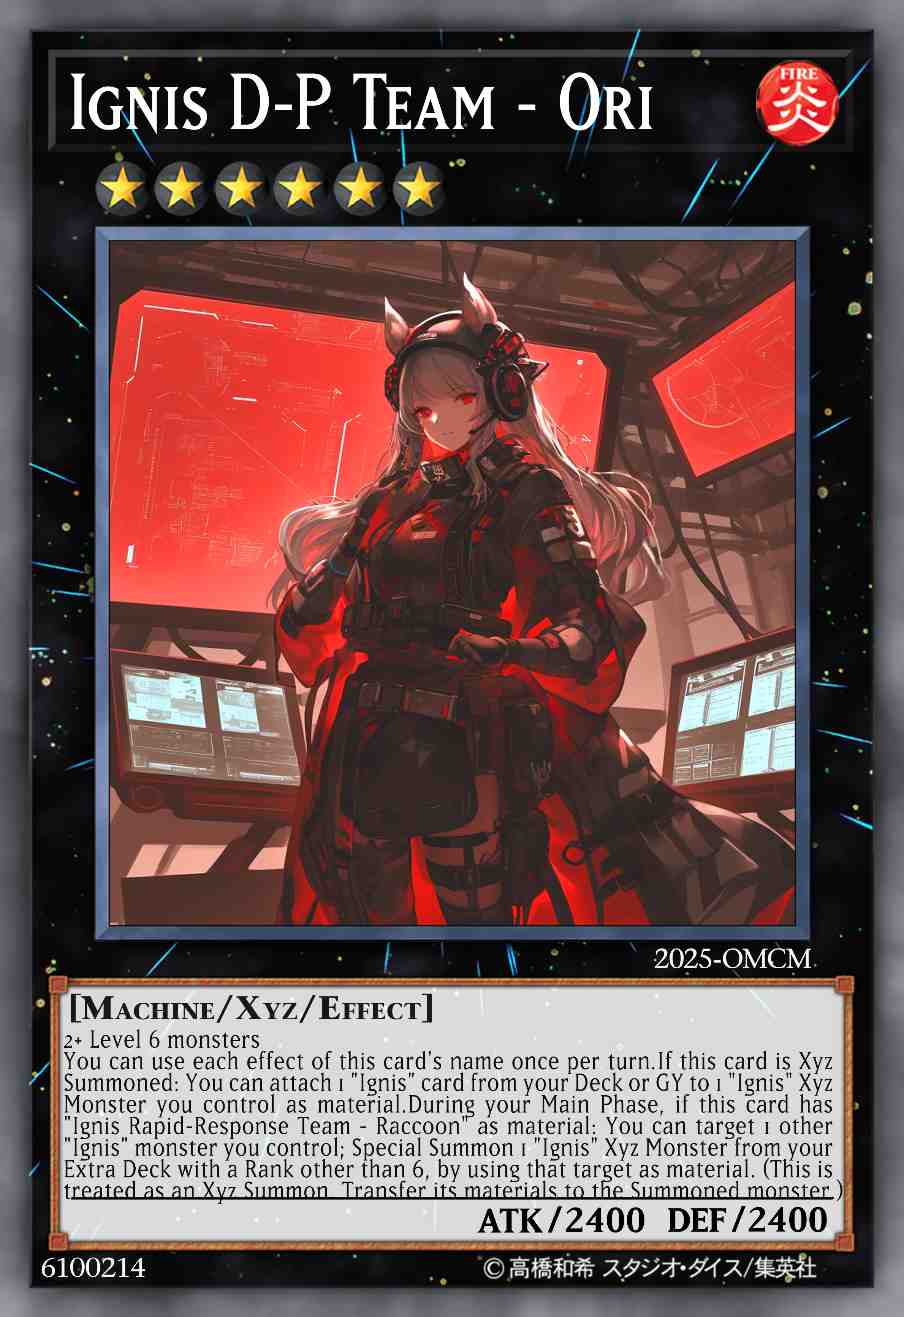 Ignis D-P Team - Ori
FIRE
炎
2025-OMCM
[Machine/Xyz/Effect]
2+ Level 6 monsters
You can use each effect of this card's name once per turn.If this card is Xyz
Summoned: You can attach 1 "Ignis" card from your Deck or GY to 1 "Ignis" Xyz
Monster you control as material.During your Main Phase, if this card has
"Ignis Rapid-Response Team - Raccoon" as material: You can target 1 other
"Ignis" monster you control; Special Summon 1 "Ignis" Xyz Monster from your
Extra Deck with a Rank other than 6, by using that target as material. (This is
treated as an Xyz Summon. Transfer its materials to the Summoned monster.)
ATK/2400 DEF/2400
6100214
©高橋和希 スタジオ・ダイス/集英社